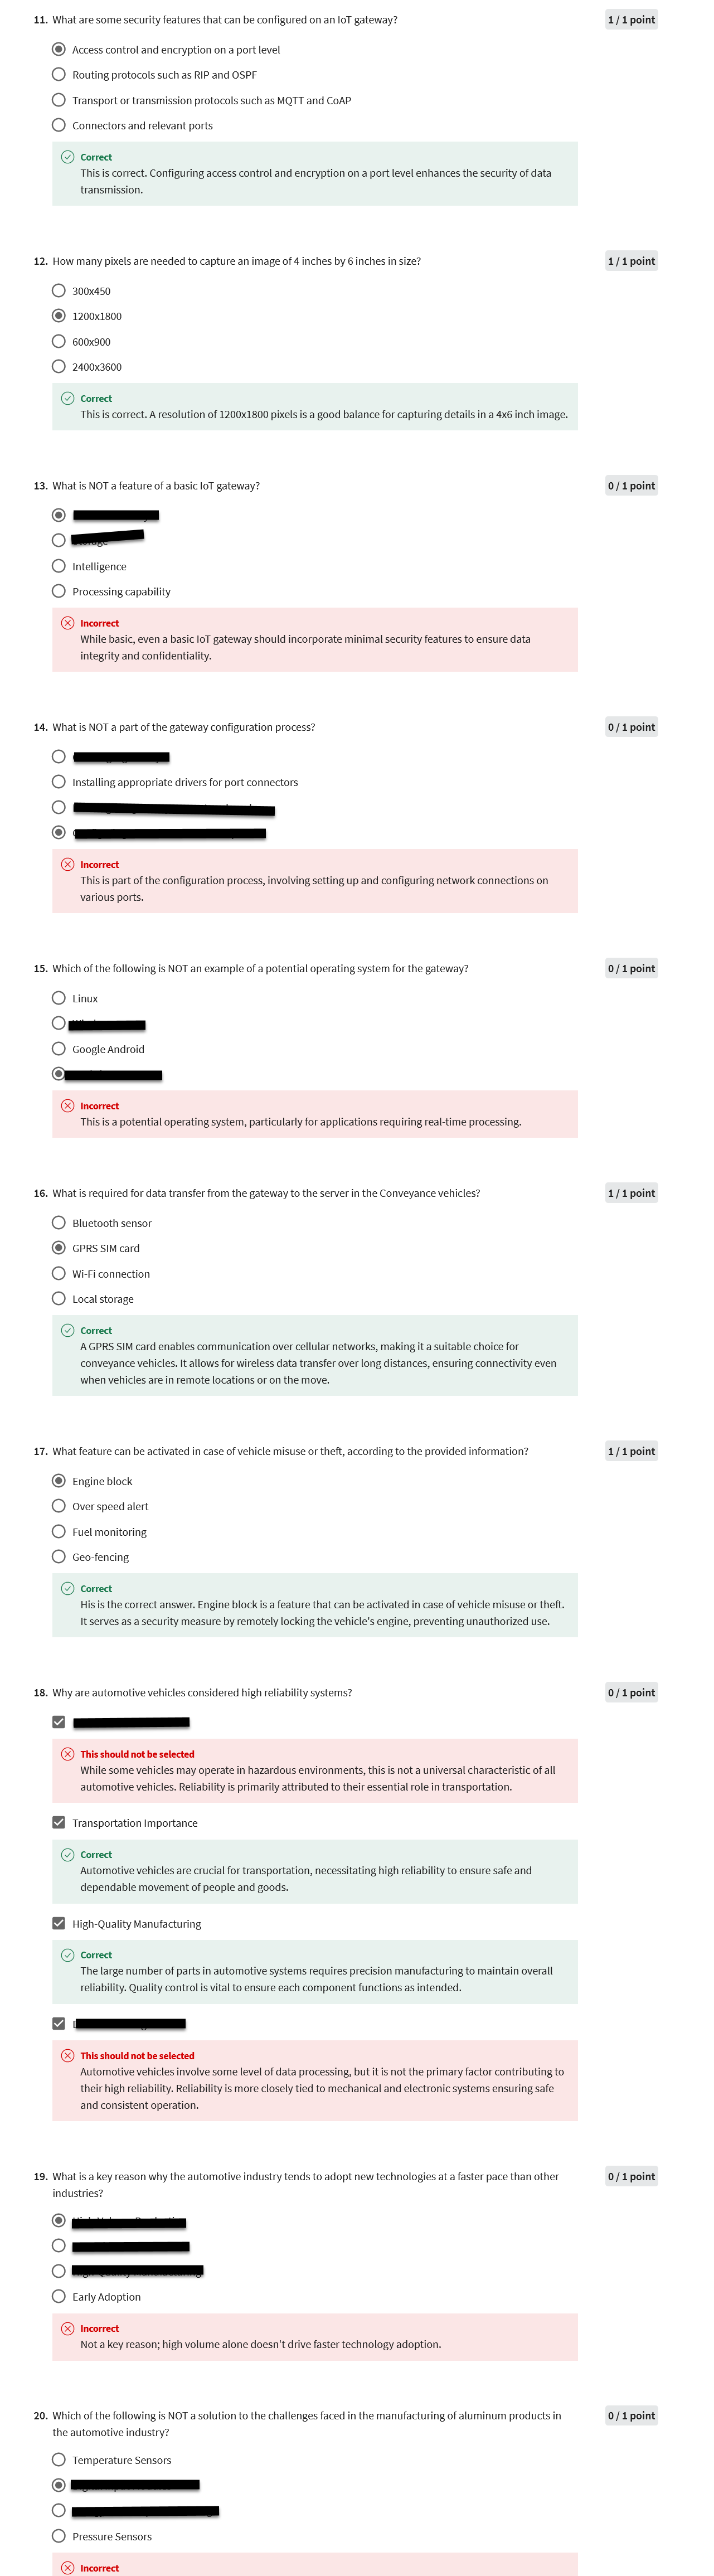 11. What are some security features that can be configured on an IoT gateway?
1 / 1 point
Access control and encryption on a port level
Routing protocols such as RIP and OSPF
Transport or transmission protocols such as MQTT and CoAP
Connectors and relevant ports
Correct
This is correct. Configuring access control and encryption on a port level enhances the security of data
transmission.
12. How many pixels are needed to capture an image of 4 inches by 6 inches in size?
1 / 1 point
300x450
1200x1800
600x900
2400x3600
Correct
This is correct. A resolution of 1200x1800 pixels is a good balance for capturing details in a 4x6 inch image.
13. What is NOT a feature of a basic IoT gateway?
0 / 1 point
Intelligence
Processing capability
Incorrect
While basic, even a basic IoT gateway should incorporate minimal security features to ensure data
integrity and confidentiality.
14. What is NOT a part of the gateway configuration process?
0 / 1 point
Installing appropriate drivers for port connectors
Incorrect
This is part of the configuration process, involving setting up and configuring network connections on
various ports.
15. Which of the following is NOT an example of a potential operating system for the gateway?
0 / 1 point
Linux
Google Android
Incorrect
This is a potential operating system, particularly for applications requiring real-time processing.
16. What is required for data transfer from the gateway to the server in the Conveyance vehicles?
1 / 1 point
Bluetooth sensor
GPRS SIM card
Wi-Fi connection
Local storage
Correct
A GPRS SIM card enables communication over cellular networks, making it a suitable choice for
conveyance vehicles. It allows for wireless data transfer over long distances, ensuring connectivity even
when vehicles are in remote locations or on the move.
17. What feature can be activated in case of vehicle misuse or theft, according to the provided information?
1 / 1 point
Engine block
Over speed alert
Fuel monitoring
Geo-fencing
Correct
His is the correct answer. Engine block is a feature that can be activated in case of vehicle misuse or theft.
It serves as a security measure by remotely locking the vehicle's engine, preventing unauthorized use.
18. Why are automotive vehicles considered high reliability systems?
0 / 1 point
This should not be selected
While some vehicles may operate in hazardous environments, this is not a universal characteristic of all
automotive vehicles. Reliability is primarily attributed to their essential role in transportation.
Transportation Importance
Correct
Automotive vehicles are crucial for transportation, necessitating high reliability to ensure safe and
dependable movement of people and goods.
High-Quality Manufacturing
Correct
The large number of parts in automotive systems requires precision manufacturing to maintain overall
reliability. Quality control is vital to ensure each component functions as intended.
This should not be selected
Automotive vehicles involve some level of data processing, but it is not the primary factor contributing to
their high reliability. Reliability is more closely tied to mechanical and electronic systems ensuring safe
and consistent operation.
19. What is a key reason why the automotive industry tends to adopt new technologies at a faster pace than other
industries?
0 / 1 point
Early Adoption
Incorrect
Not a key reason; high volume alone doesn't drive faster technology adoption.
20. Which of the following is NOT a solution to the challenges faced in the manufacturing of aluminum products in
the automotive industry?
0 / 1 point
Temperature Sensors
Pressure Sensors
Incorrect